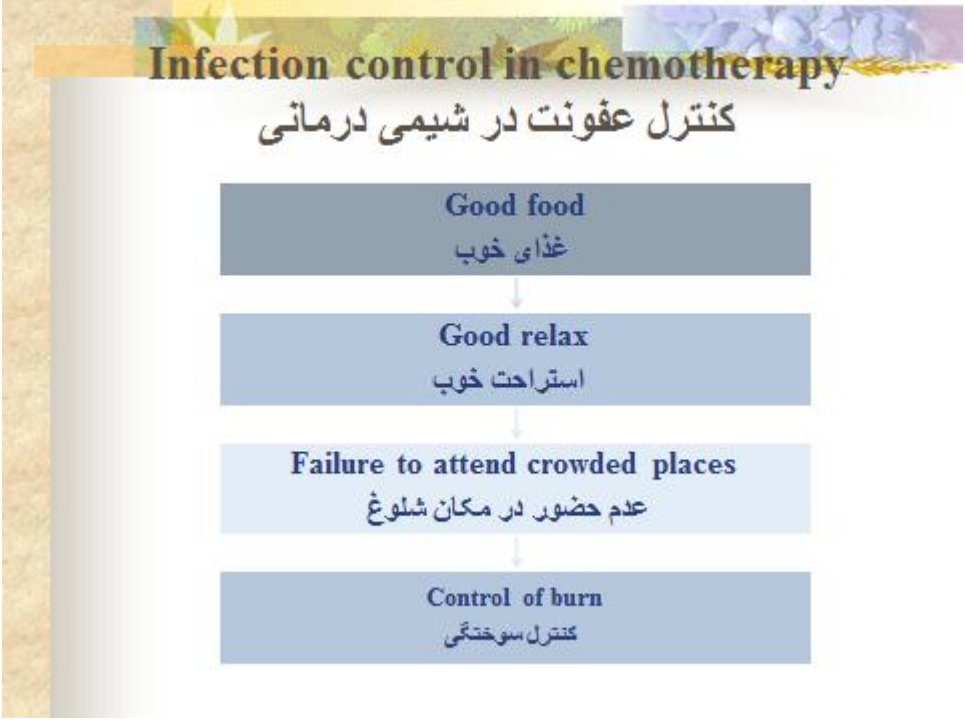 Infection control in chemotherapy
کنترل عفونت در شیمی درمانی
Good food
غذای خوب
Good relax
استراحت خوب
Failure to attend crowded places
عدم حضور در مکان شلوغ
Control of burn
کنترل سوختگی